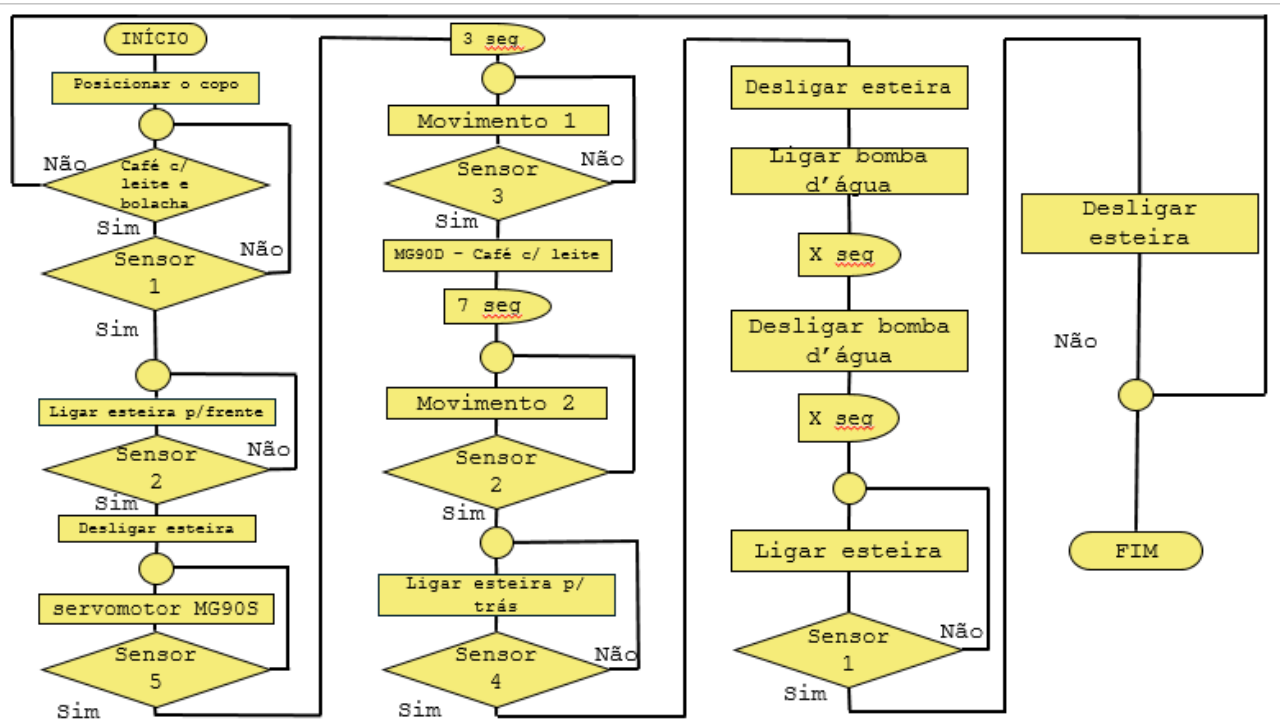 INÍCIO
Posicionar o copo
Não
Café c/
leite e
bolacha
Sim
Não
Sensor
1
Sim
Ligar esteira p/frente
Não
Sensor
2
Sim
Desligar esteira
servomotor MG90S
Sensor
5
Sim
3 seg
Movimento 1
Não
Sensor
3
Sim
MG90D – Café c/ leite
7 seg
Movimento 2
Sensor
2
Sim
Ligar esteira p/
trás
Não
Sensor
4
Sim
Desligar esteira
Ligar bomba
d’água
X seg
Desligar bomba
d’água
X seg
Ligar esteira
Não
Sensor
1
Sim
Desligar
esteira
Não
FIM